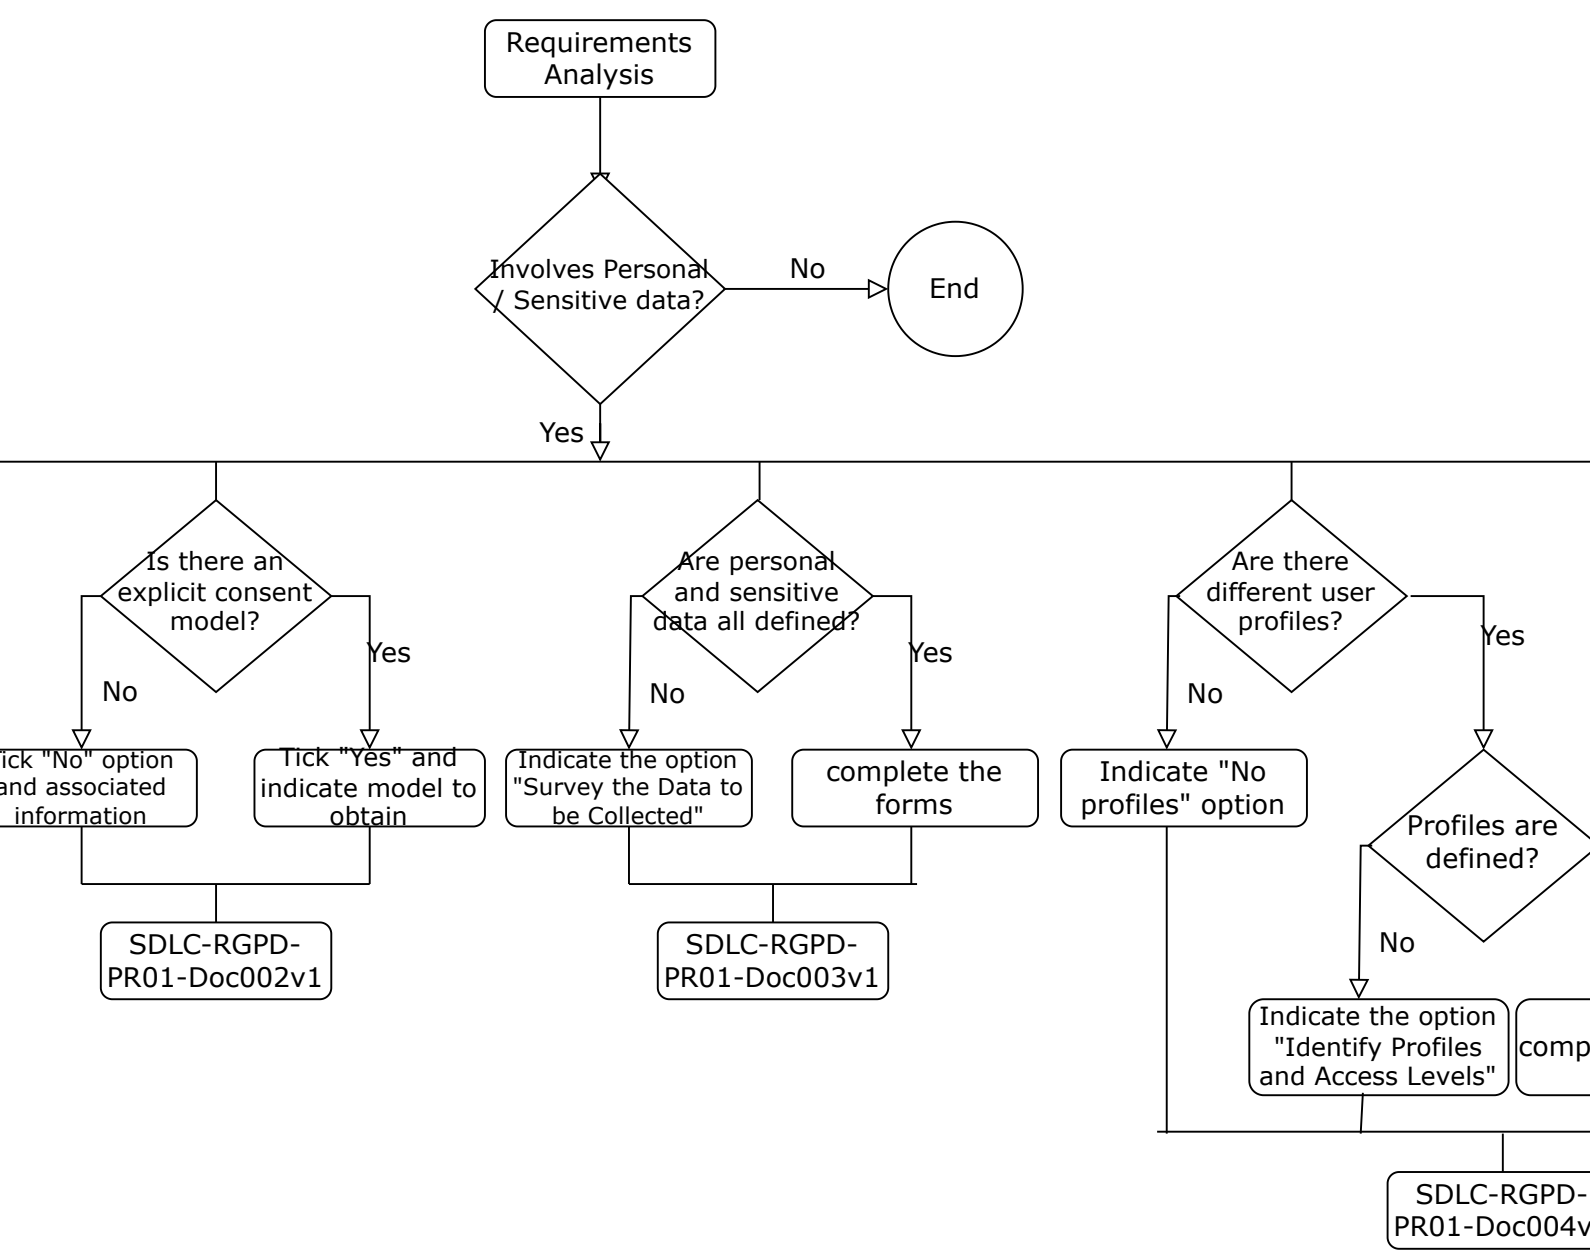 Requirements
Analysis
Involves Personal
/ Sensitive data?
No
End
Yes
Is there an
explicit consent
model?
No
Yes
Are personal
and sensitive
data all defined?
No
Yes
Are there
different user
profiles?
No
Yes
"No" option
and associated
information
Tick "Yes" and
indicate model to
obtain
Indicate the option
"Survey the Data to
be Collected"
complete the
forms
Indicate "No
profiles" option
Profiles are
defined?
No
SDLC-RGPD-
PR01-Doc002v1
SDLC-RGPD-
PR01-Doc003v1
Indicate the option
"Identify Profiles
and Access Levels"
SDLC-RGPD-
PR01-Doc004v